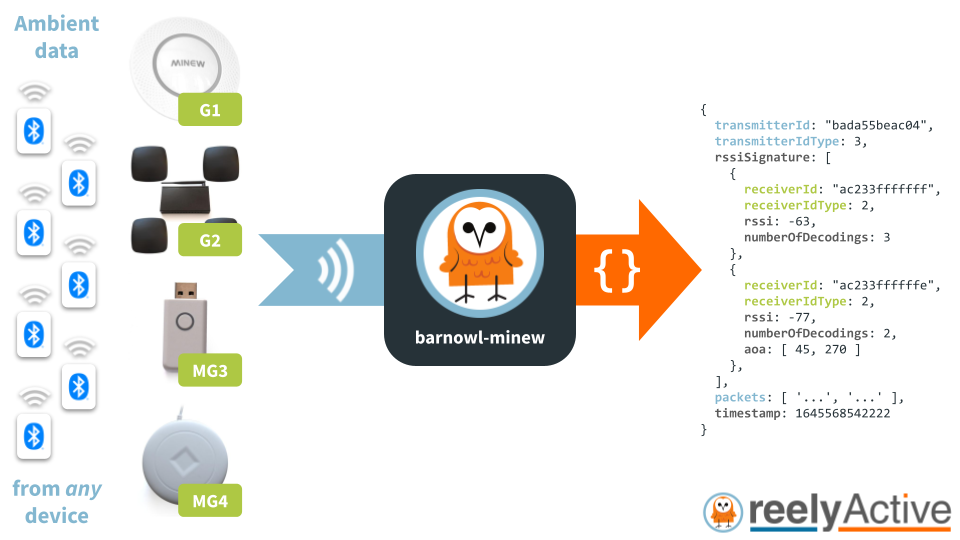 Ambient
data
MINEW
G1
G2
MG3
MG4
from any
device
barnowl-minew
{}
{
transmitterId: "bada55beac04",
transmitterIdType: 3,
rssiSignature: [
{
receiverId: "ac233fffffff",
receiverIdType: 2,
rssi: -63,
numberOfDecodings: 3
},
{
receiverId: "ac233ffffffe",
receiverIdType: 2,
rssi: -77,
numberOfDecodings: 2,
aoa: [ 45, 270 ]
},
],
packets: [ '...', '...' ],
timestamp: 1645568542222
}
reelyActive